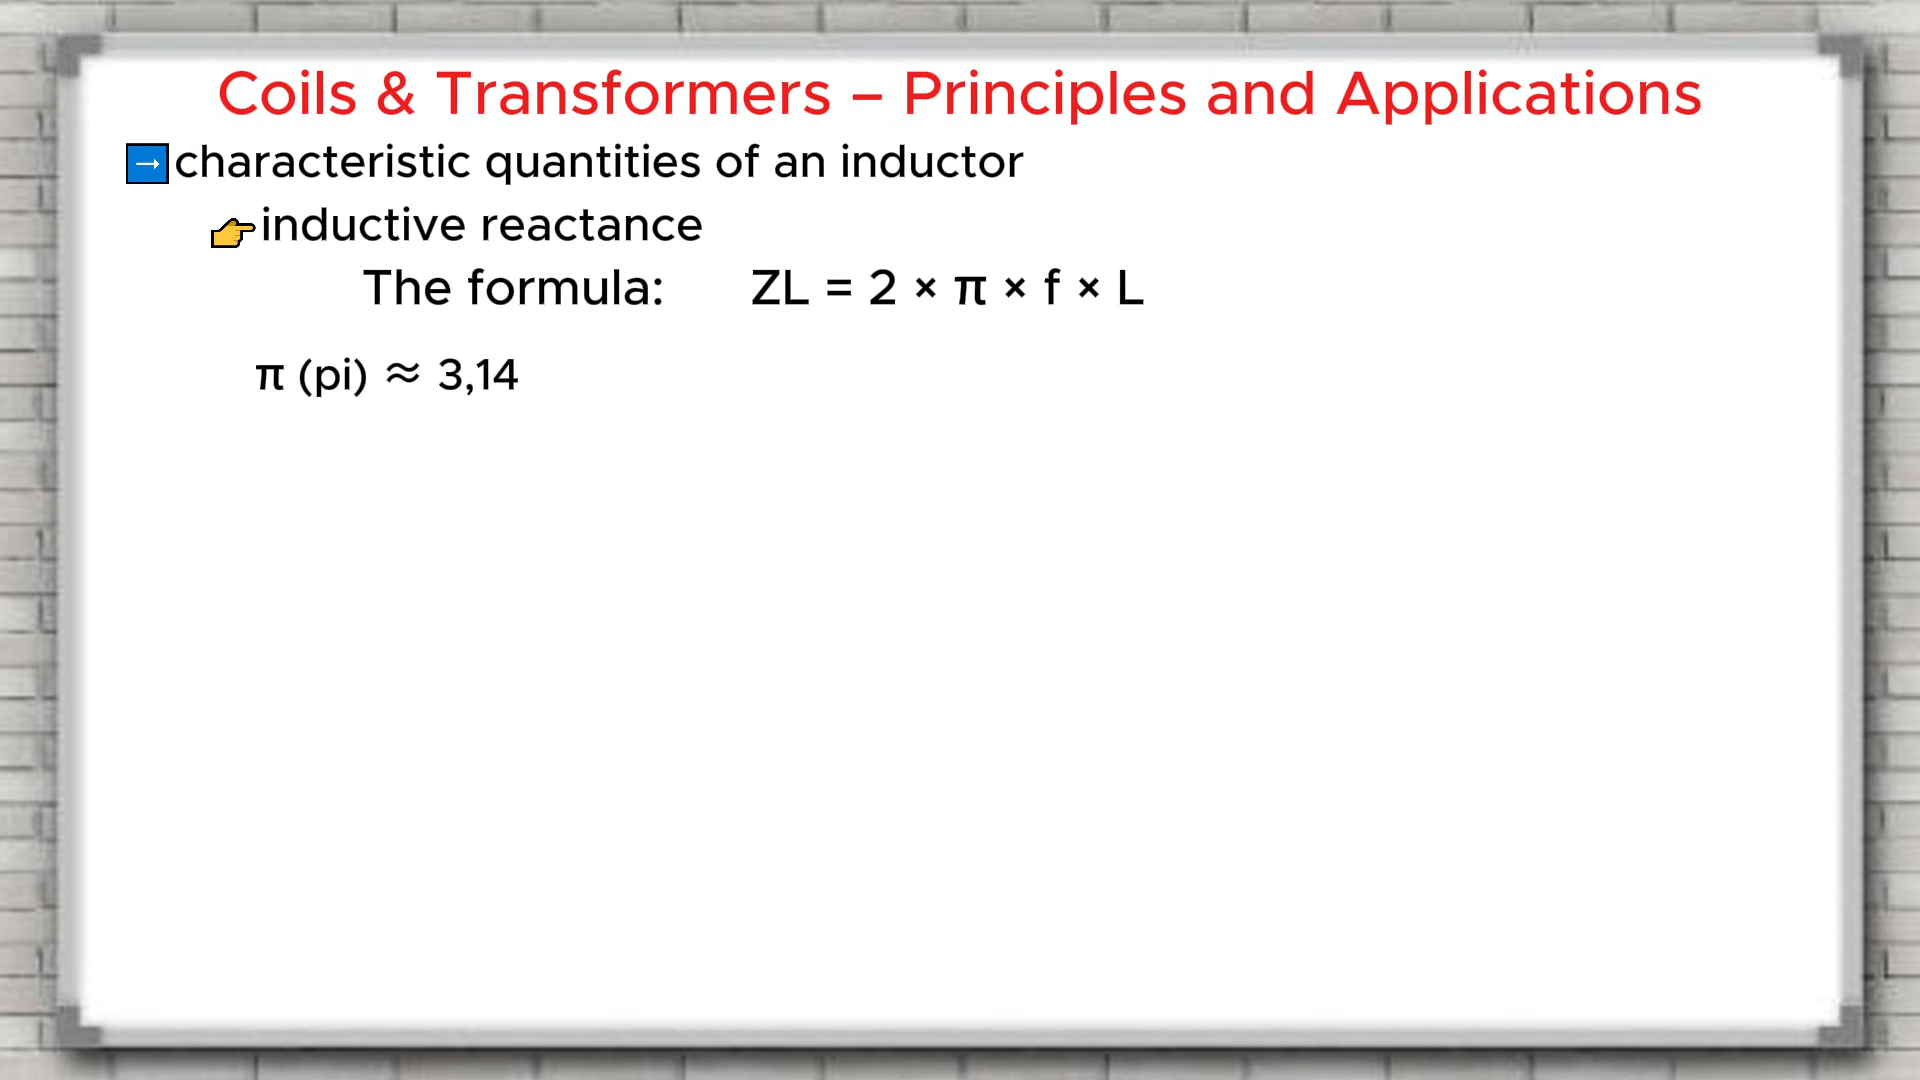 Coils & Transformers – Principles and Applications
➡characteristic quantities of an inductor
👉inductive reactance
The formula: ZL = 2 × π × f × L
π (pi) ≈ 3,14